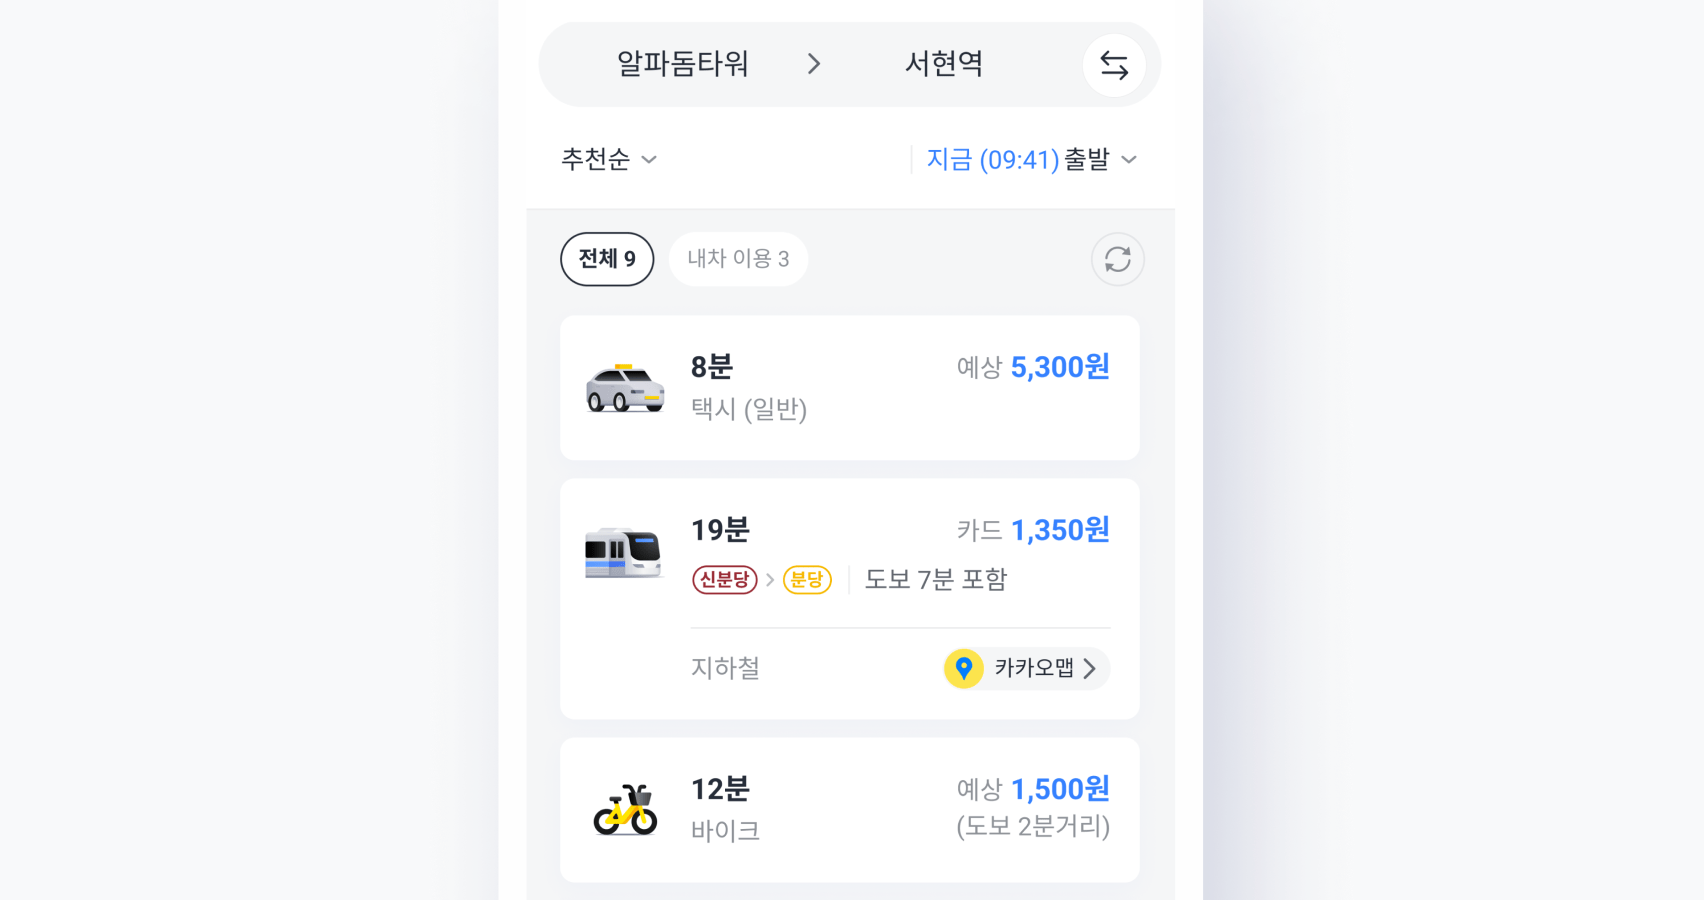 알파돔타워 > 서현역
추천순 지금 (09:41) 출발
전체 9 내차 이용 3
8분 예상 5,300원
택시 (일반)
19분 카드 1,350원
신분당 > 분당 도보 7분 포함
지하철 카카오맵 >
12분 예상 1,500원
바이크 (도보 2분거리)